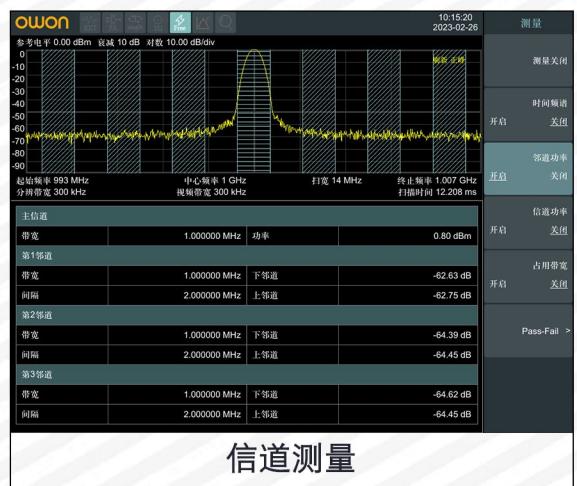 owon
Free
10:15:20
2023-02-26
测量
参考电平 0.00 dBm 衰减 10 dB 对数 10.00 dB/div
刷新 正峰
0
-10
-20
-30
-40
-50
-60
-70
-80
-90
起始频率 993 MHz 中心频率 1 GHz 扫宽 14 MHz 终止频率 1.007 GHz
分辨带宽 300 kHz 视频带宽 300 kHz 扫描时间 12.208 ms
主信道
带宽 1.000000 MHz 功率 0.80 dBm
第1邻道
带宽 1.000000 MHz 下邻道 -62.63 dB
间隔 2.000000 MHz 上邻道 -62.75 dB
第2邻道
带宽 1.000000 MHz 下邻道 -64.39 dB
间隔 2.000000 MHz 上邻道 -64.45 dB
第3邻道
带宽 1.000000 MHz 下邻道 -64.62 dB
间隔 2.000000 MHz 上邻道 -64.45 dB
测量关闭
时间频谱
开启 关闭
邻道功率
开启 关闭
信道功率
开启 关闭
占用带宽
开启 关闭
Pass-Fail >
信道测量